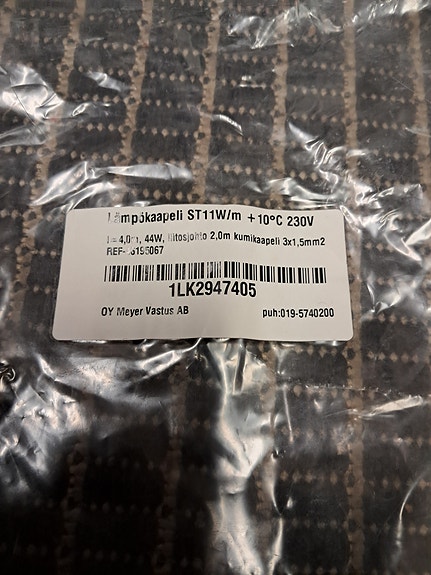 Lämpökaapeli ST11W/m +10°C 230V
l= 4,0m, 44W, liitosjohto 2,0m kumikaapeli 3x1,5mm2
1LK2947405
OY Meyer Vastus AB puh:019-5740200